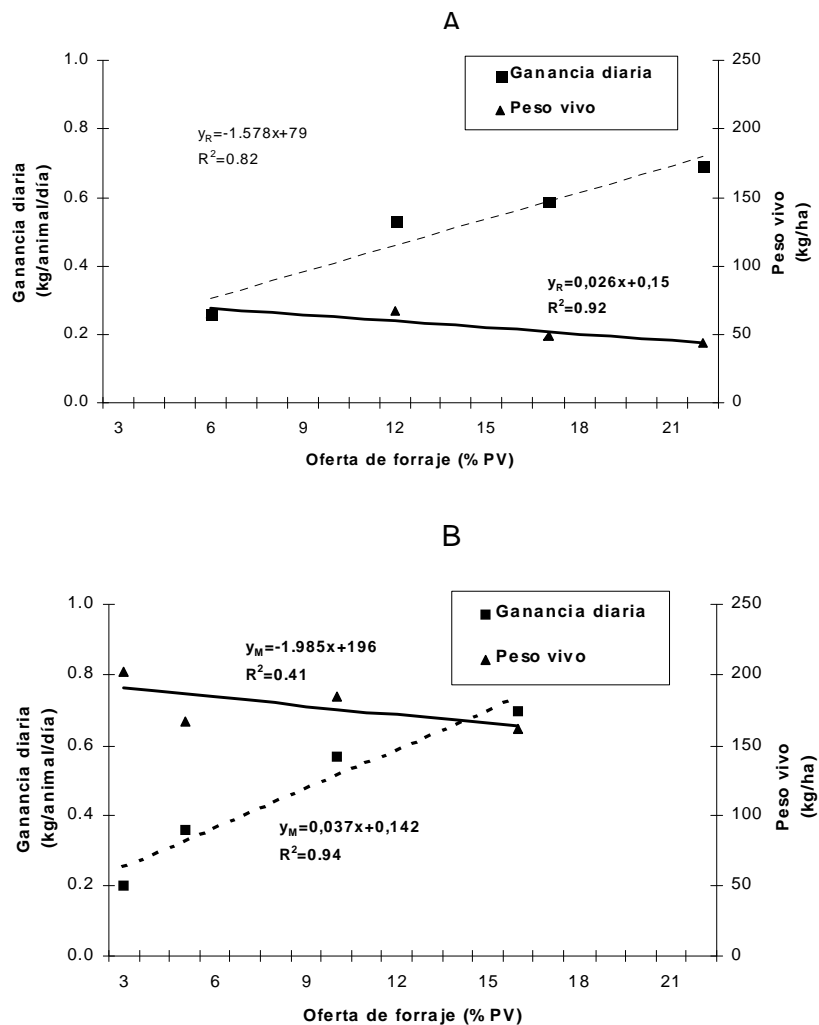 A
Ganancia diaria
Peso vivo
y_R=-1.578x+79
R²=0.82
y_R=0,026x+0,15
R²=0.92
1.0
0.8
0.6
0.4
0.2
0.0
250
200
150
100
50
0
Ganancia diaria
(kg/animal/día)
Peso vivo
(kg/ha)
3 6 9 12 15 18 21
Oferta de forraje (% PV)
B
Ganancia diaria
Peso vivo
y_M=-1.985x+196
R²=0.41
y_M=0,037x+0,142
R²=0.94
1.0
0.8
0.6
0.4
0.2
0.0
250
200
150
100
50
0
Ganancia diaria
(kg/animal/día)
Peso vivo
(kg/ha)
3 6 9 12 15 18 21
Oferta de forraje (% PV)